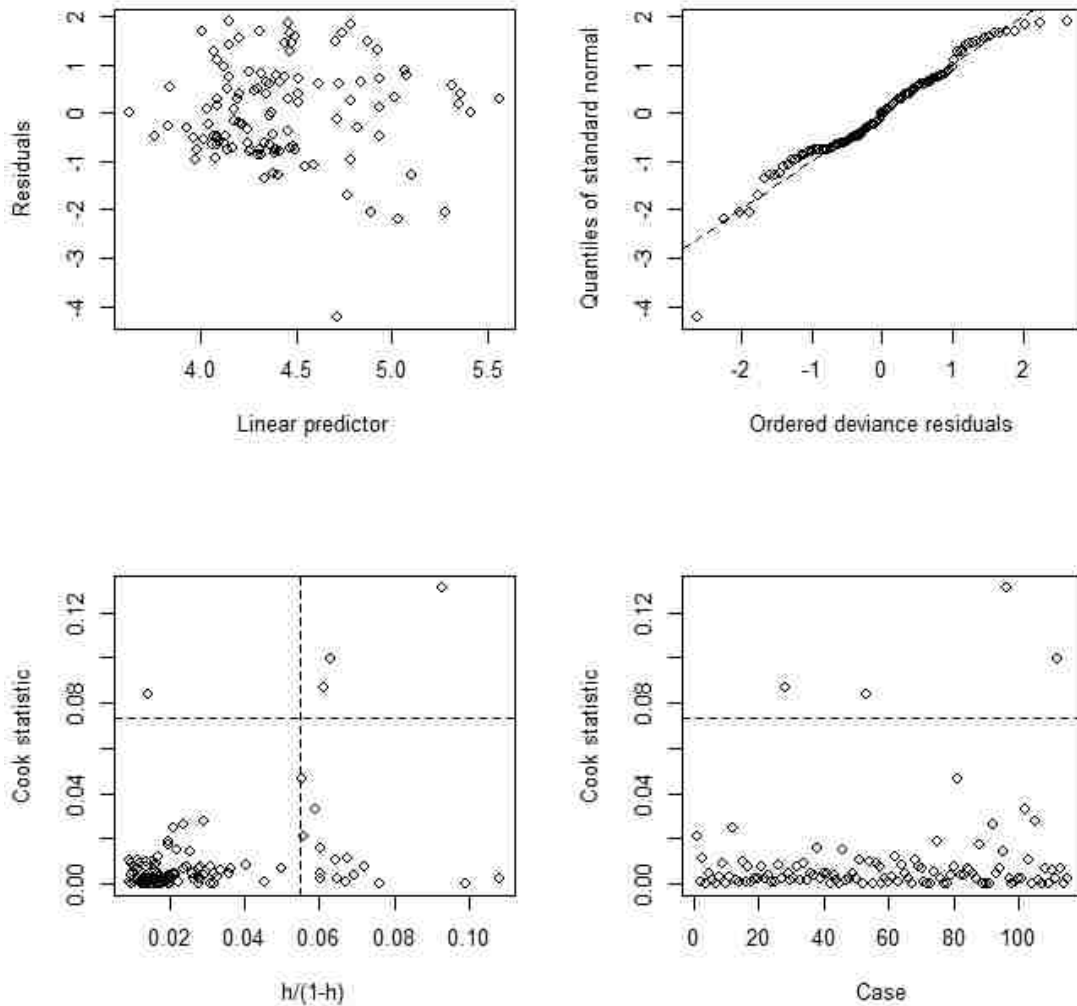 2
1
0
-1
-2
-3
-4
Residuals
4.0 4.5 5.0 5.5
Linear predictor
2
1
0
-1
-2
-3
-4
Quantiles of standard normal
-2 -1 0 1 2
Ordered deviance residuals
0.12
0.08
0.04
0.00
Cook statistic
0.02 0.04 0.06 0.08 0.10
h/(1-h)
0.12
0.08
0.04
0.00
Cook statistic
0 20 40 60 80 100
Case